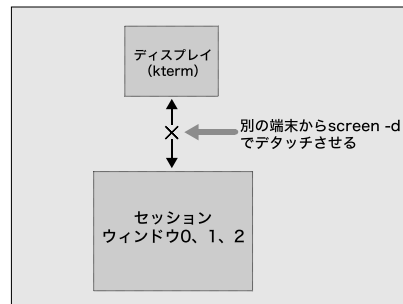 ディスプレイ
（kterm）
別の端末からscreen -d
でデタッチさせる
セッション
ウィンドウ0、1、2